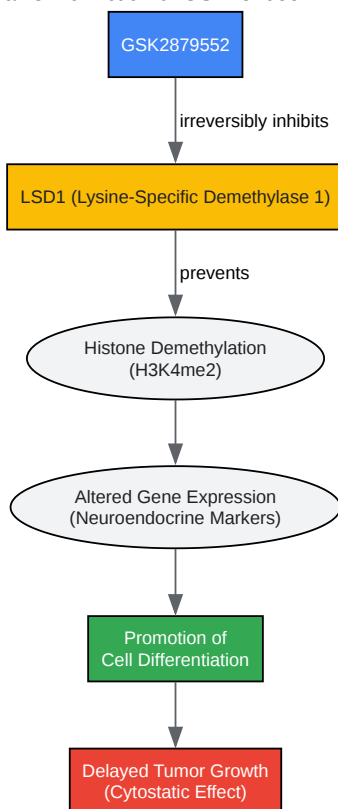 GSK2879552
irreversibly inhibits
LSD1 (Lysine-Specific Demethylase 1)
prevents
Histone Demethylation
(H3K4me2)
Altered Gene Expression
(Neuroendocrine Markers)
Promotion of
Cell Differentiation
Delayed Tumor Growth
(Cytostatic Effect)